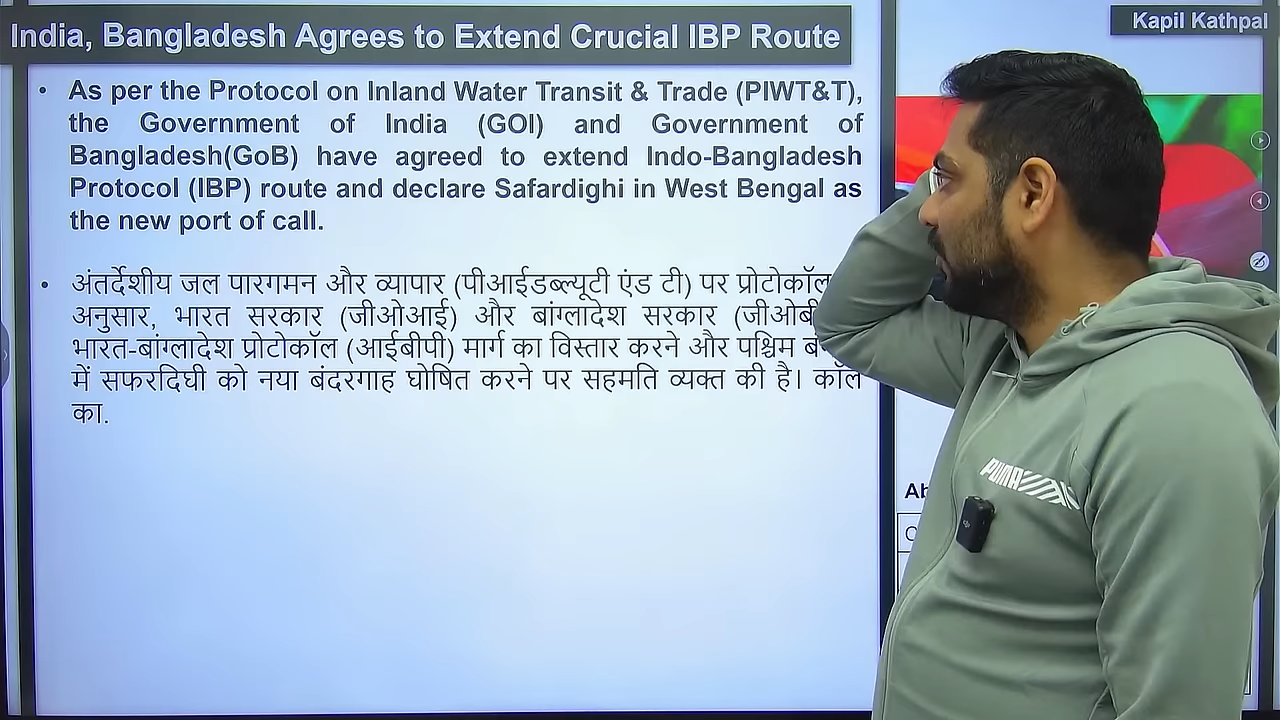 India, Bangladesh Agrees to Extend Crucial IBP Route
Kapil Kathpal
• As per the Protocol on Inland Water Transit & Trade (PIWT&T),
the Government of India (GOI) and Government of
Bangladesh(GoB) have agreed to extend Indo-Bangladesh
Protocol (IBP) route and declare Safardighi in West Bengal as
the new port of call.
• अंतर्देशीय जल पारगमन और व्यापार (पीआईडब्ल्यूटी एंड टी) पर प्रोटोकॉल
अनुसार, भारत सरकार (जीओआई) और बांग्लादेश सरकार
भारत-बांग्लादेश प्रोटोकॉल (आईबीपी) मार्ग का विस्तार करने और पश्चिम
में सफरदिघी को नया बंदरगाह घोषित करने पर सहमति व्यक्त की है। कॉल
का.
PUMA